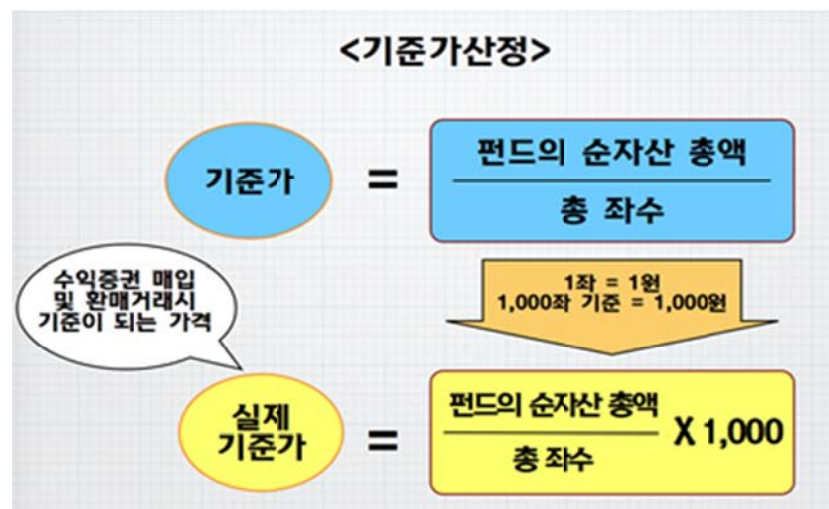 <기준가산정>
기준가
=
펀드의 순자산 총액
총 좌수
수익증권 매입
및 환매거래시
기준이 되는 가격
1좌 = 1원
1,000좌 기준 = 1,000원
실제
기준가
=
펀드의 순자산 총액
총 좌수
X 1,000